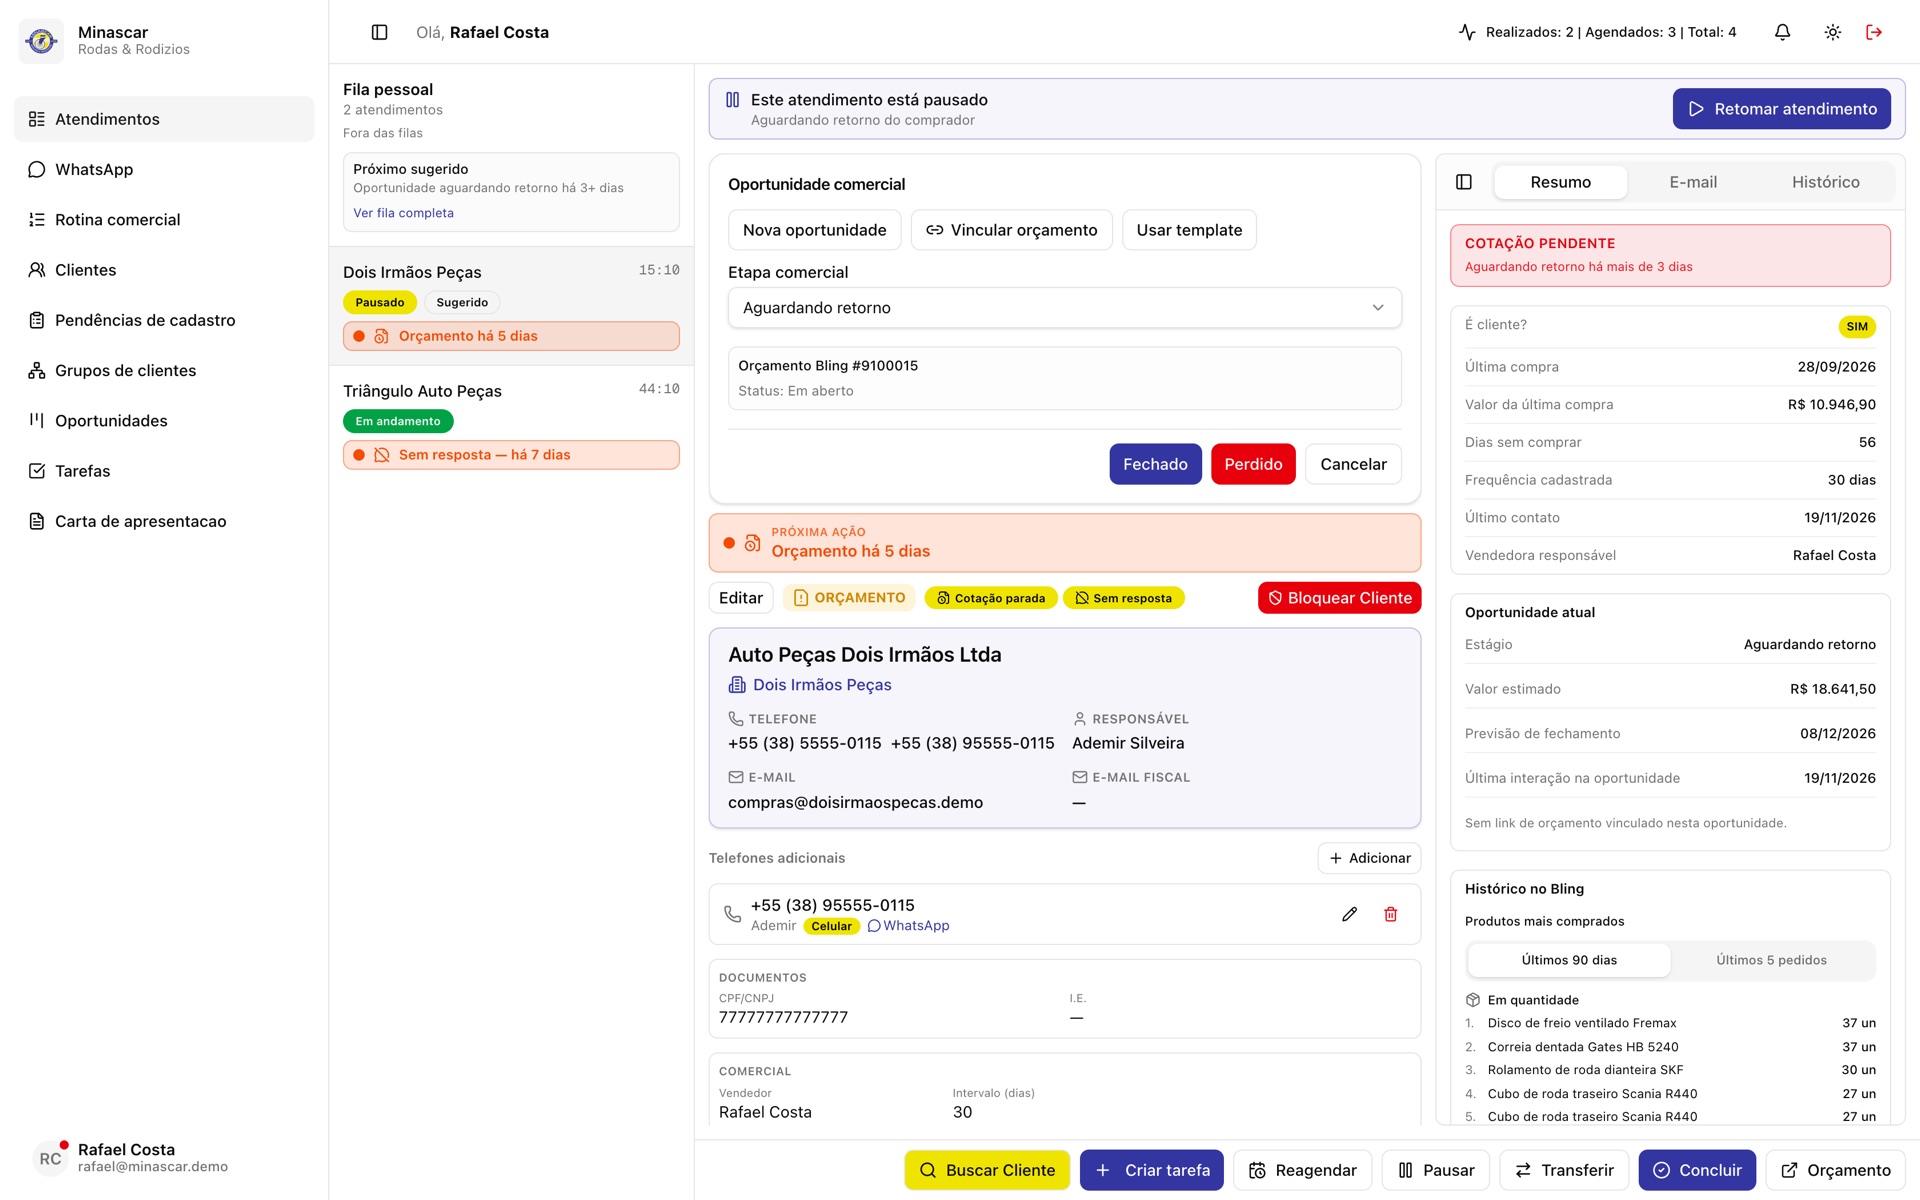 Minascar
Rodas & Rodizios
Atendimentos
WhatsApp
Rotina comercial
Clientes
Pendências de cadastro
Grupos de clientes
Oportunidades
Tarefas
Carta de apresentacao
RC
Rafael Costa
rafael@minascar.demo
Olá, Rafael Costa
Realizados: 2 | Agendados: 3 | Total: 4
Fila pessoal
2 atendimentos
Fora das filas
Próximo sugerido
Oportunidade aguardando retorno há 3+ dias
Ver fila completa
Dois Irmãos Peças 15:10
Pausado Sugerido
Orçamento há 5 dias
Triângulo Auto Peças 44:10
Em andamento
Sem resposta — há 7 dias
Este atendimento está pausado
Aguardando retorno do comprador
Retomar atendimento
Oportunidade comercial
Nova oportunidade Vincular orçamento Usar template
Etapa comercial
Aguardando retorno
Orçamento Bling #9100015
Status: Em aberto
Fechado Perdido Cancelar
PRÓXIMA AÇÃO
Orçamento há 5 dias
Editar ORÇAMENTO Cotação parada Sem resposta Bloquear Cliente
Auto Peças Dois Irmãos Ltda
Dois Irmãos Peças
TELEFONE RESPONSÁVEL
+55 (38) 5555-0115 +55 (38) 95555-0115 Ademir Silveira
E-MAIL E-MAIL FISCAL
compras@doisirmaospecas.demo —
Telefones adicionais Adicionar
+55 (38) 95555-0115
Ademir Celular WhatsApp
DOCUMENTOS
CPF/CNPJ I.E.
77777777777777 —
COMERCIAL
Vendedor Intervalo (dias)
Rafael Costa 30
Resumo E-mail Histórico
COTAÇÃO PENDENTE
Aguardando retorno há mais de 3 dias
É cliente? SIM
Última compra 28/09/2026
Valor da última compra R$ 10.946,90
Dias sem comprar 56
Frequência cadastrada 30 dias
Último contato 19/11/2026
Vendedora responsável Rafael Costa
Oportunidade atual
Estágio Aguardando retorno
Valor estimado R$ 18.641,50
Previsão de fechamento 08/12/2026
Última interação na oportunidade 19/11/2026
Sem link de orçamento vinculado nesta oportunidade.
Histórico no Bling
Produtos mais comprados
Últimos 90 dias Últimos 5 pedidos
Em quantidade
1. Disco de freio ventilado Fremax 37 un
2. Correia dentada Gates HB 5240 37 un
3. Rolamento de roda dianteira SKF 30 un
4. Cubo de roda traseiro Scania R440 27 un
5. Cubo de roda traseiro Scania R440 27 un
Buscar Cliente Criar tarefa Reagendar Pausar Transferir Concluir Orçamento